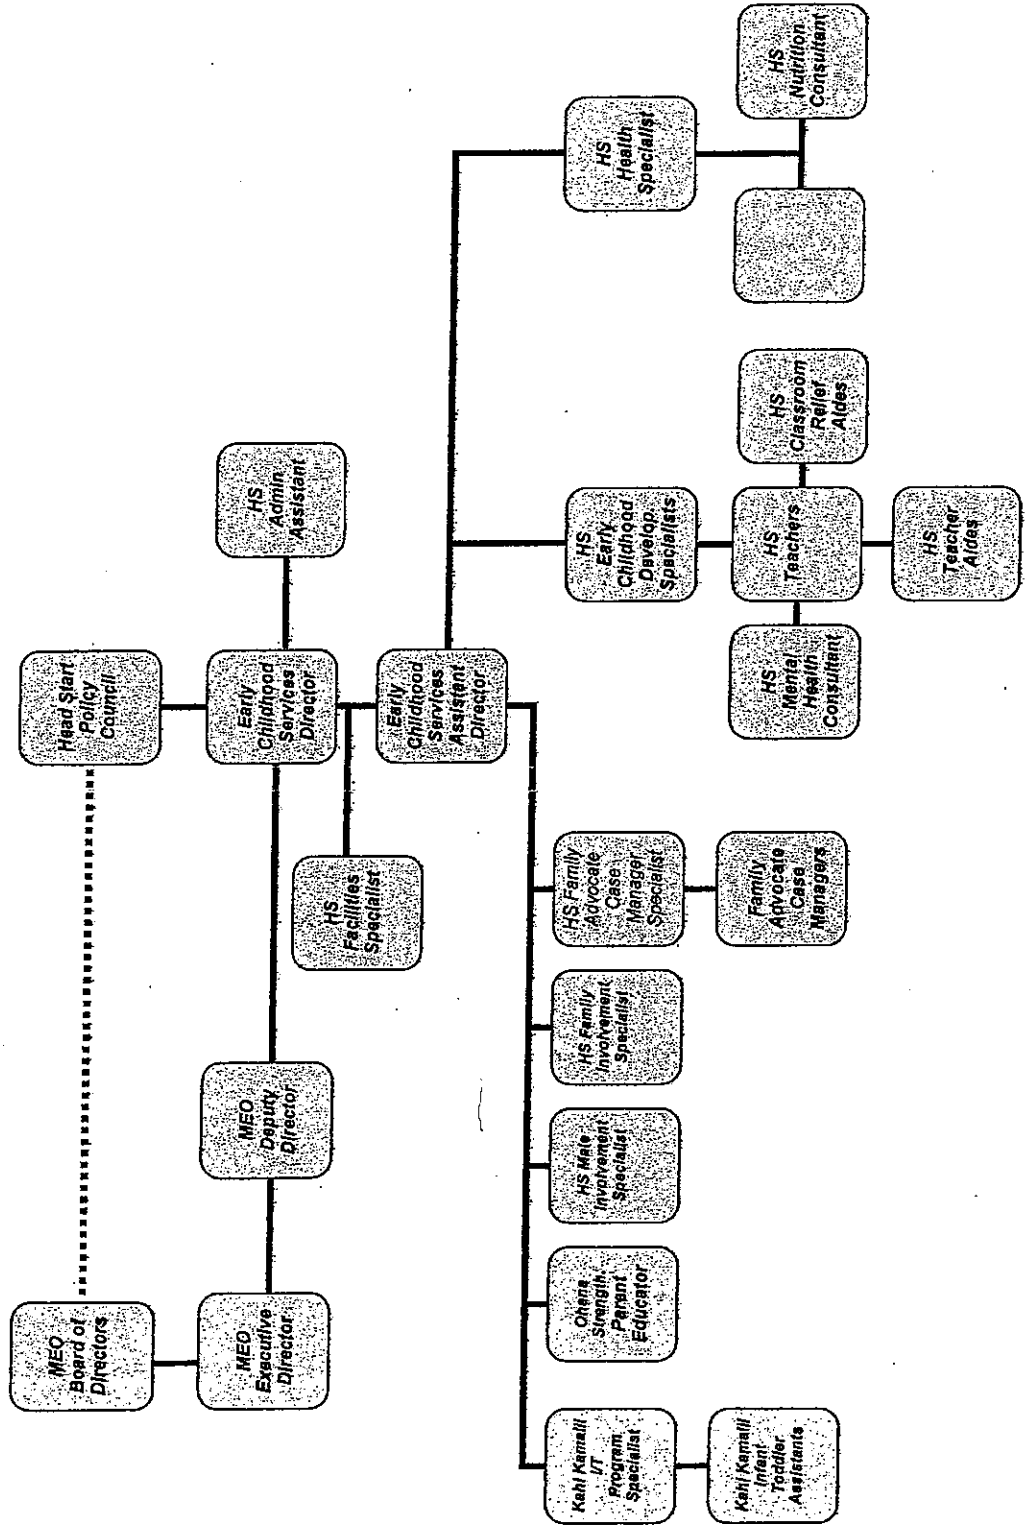 MEO
Board of
Directors
Head Start
Policy
Council
MEO
Executive
Director
MEO
Deputy
Director
Early
Childhood
Services
Director
HS
Admin
Assistant
HS
Facilities
Specialist
Early
Childhood
Services
Assistant
Director
Kahi Kamalii
I/T
Program
Specialist
Ohana
Strength.
Parent
Educator
HS Male
Involvement
Specialist
HS Family
Involvement
Specialist
HS Family
Advocate
Case
Manager
Specialist
HS
Early
Childhood
Develop.
Specialists
HS
Health
Specialist
Kahi Kamalii
Infant
Toddler
Assistants
Family
Advocate
Case
Managers
HS
Mental
Health
Consultant
HS
Teachers
HS
Classroom
Relief
Aides
HS
Nutrition
Consultant
HS
Teacher
Aides